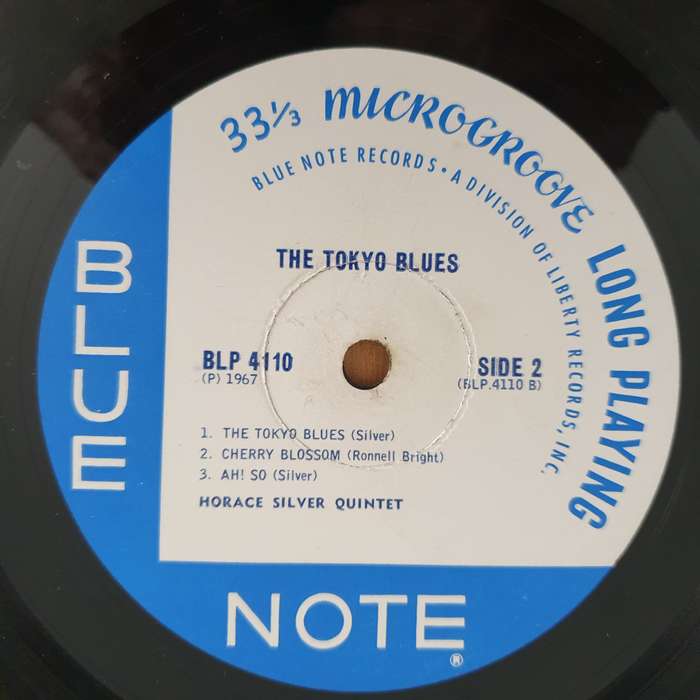 33⅓ MICROGROOVE LONG PLAYING
BLUE NOTE RECORDS • A DIVISION OF LIBERTY RECORDS, INC.
THE TOKYO BLUES
BLP 4110
(P) 1967
SIDE 2
(BLP.4110 B)
1. THE TOKYO BLUES (Silver)
2. CHERRY BLOSSOM (Ronnell Bright)
3. AH! SO (Silver)
HORACE SILVER QUINTET
BLUE
NOTE®